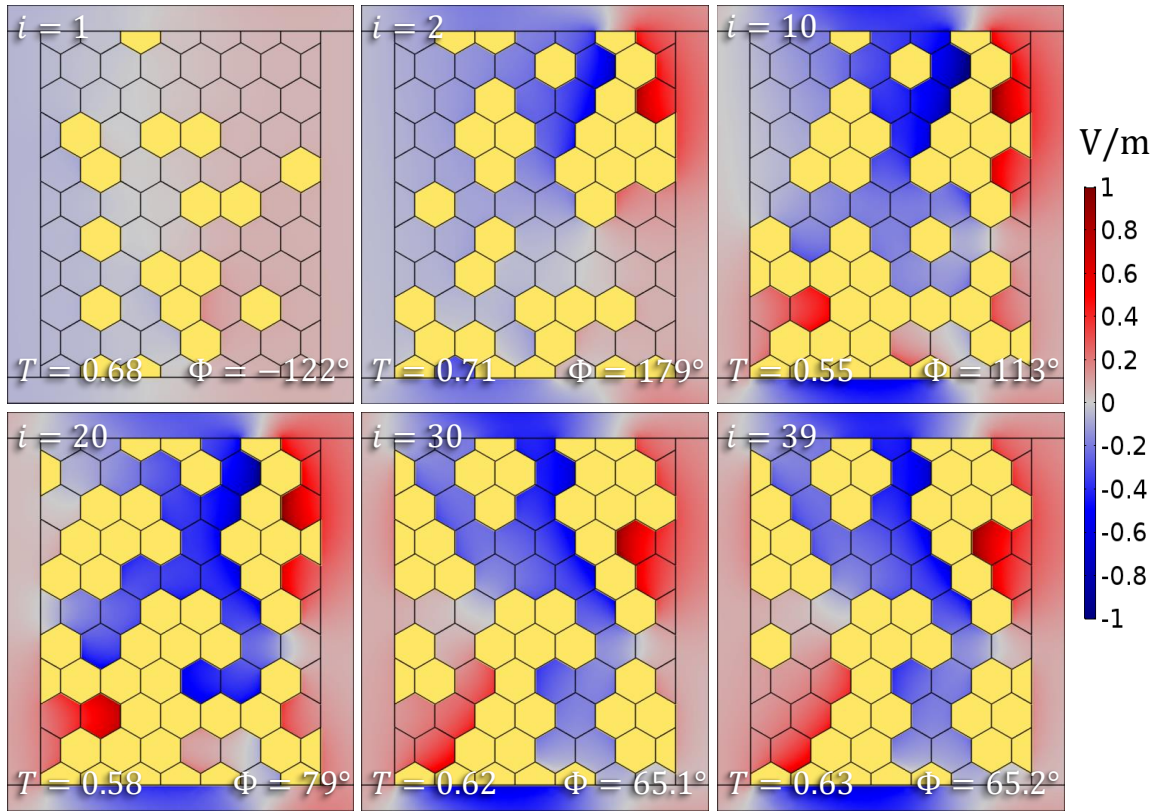 i = 1
i = 2
i = 10
V/m
1
0.8
0.6
0.4
0.2
0
-0.2
-0.4
-0.6
-0.8
-1
T = 0.68 Φ = −122°
T = 0.71 Φ = 179°
T = 0.55 Φ = 113°
i = 20
i = 30
i = 39
T = 0.58 Φ = 79°
T = 0.62 Φ = 65.1°
T = 0.63 Φ = 65.2°